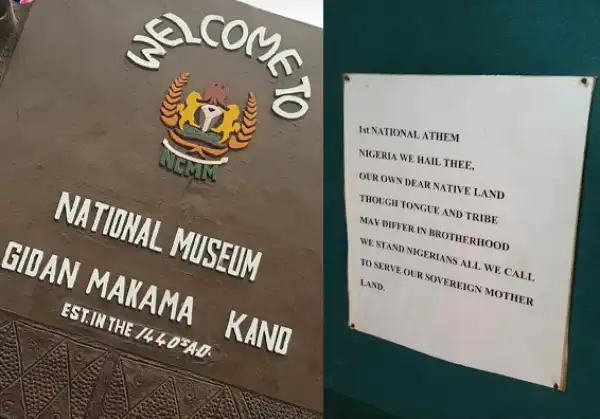 WELCOME TO
NCMM
NATIONAL MUSEUM
GIDAN MAKAMA KANO
EST. IN THE 1440s A.D.
1st NATIONAL ATHEM
NIGERIA WE HAIL THEE,
OUR OWN DEAR NATIVE LAND
THOUGH TONGUE AND TRIBE
MAY DIFFER IN BROTHERHOOD
WE STAND NIGERIANS ALL WE CALL
TO SERVE OUR SOVEREIGN MOTHER
LAND.